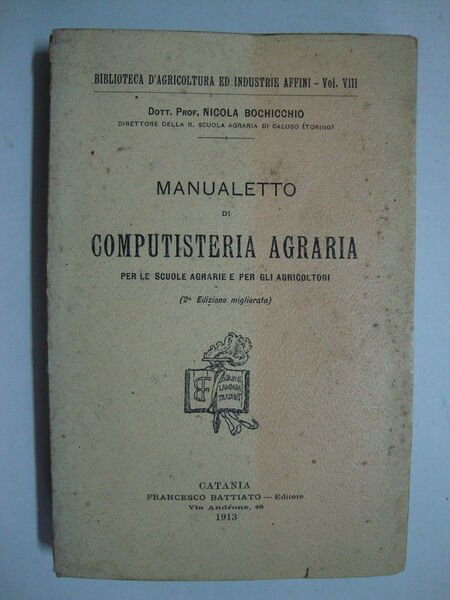 BIBLIOTECA D'AGRICOLTURA ED INDUSTRIE AFFINI - Vol. VIII
DOTT. PROF. NICOLA BOCHICCHIO
DIRETTORE DELLA R. SCUOLA AGRARIA DI CALUSO (TORINO)
MANUALETTO
DI
COMPUTISTERIA AGRARIA
PER LE SCUOLE AGRARIE E PER GLI AGRICOLTORI
(2ª Edizione migliorata)
CATANIA
FRANCESCO BATTIATO — Editore
Via Androne, 48
1913